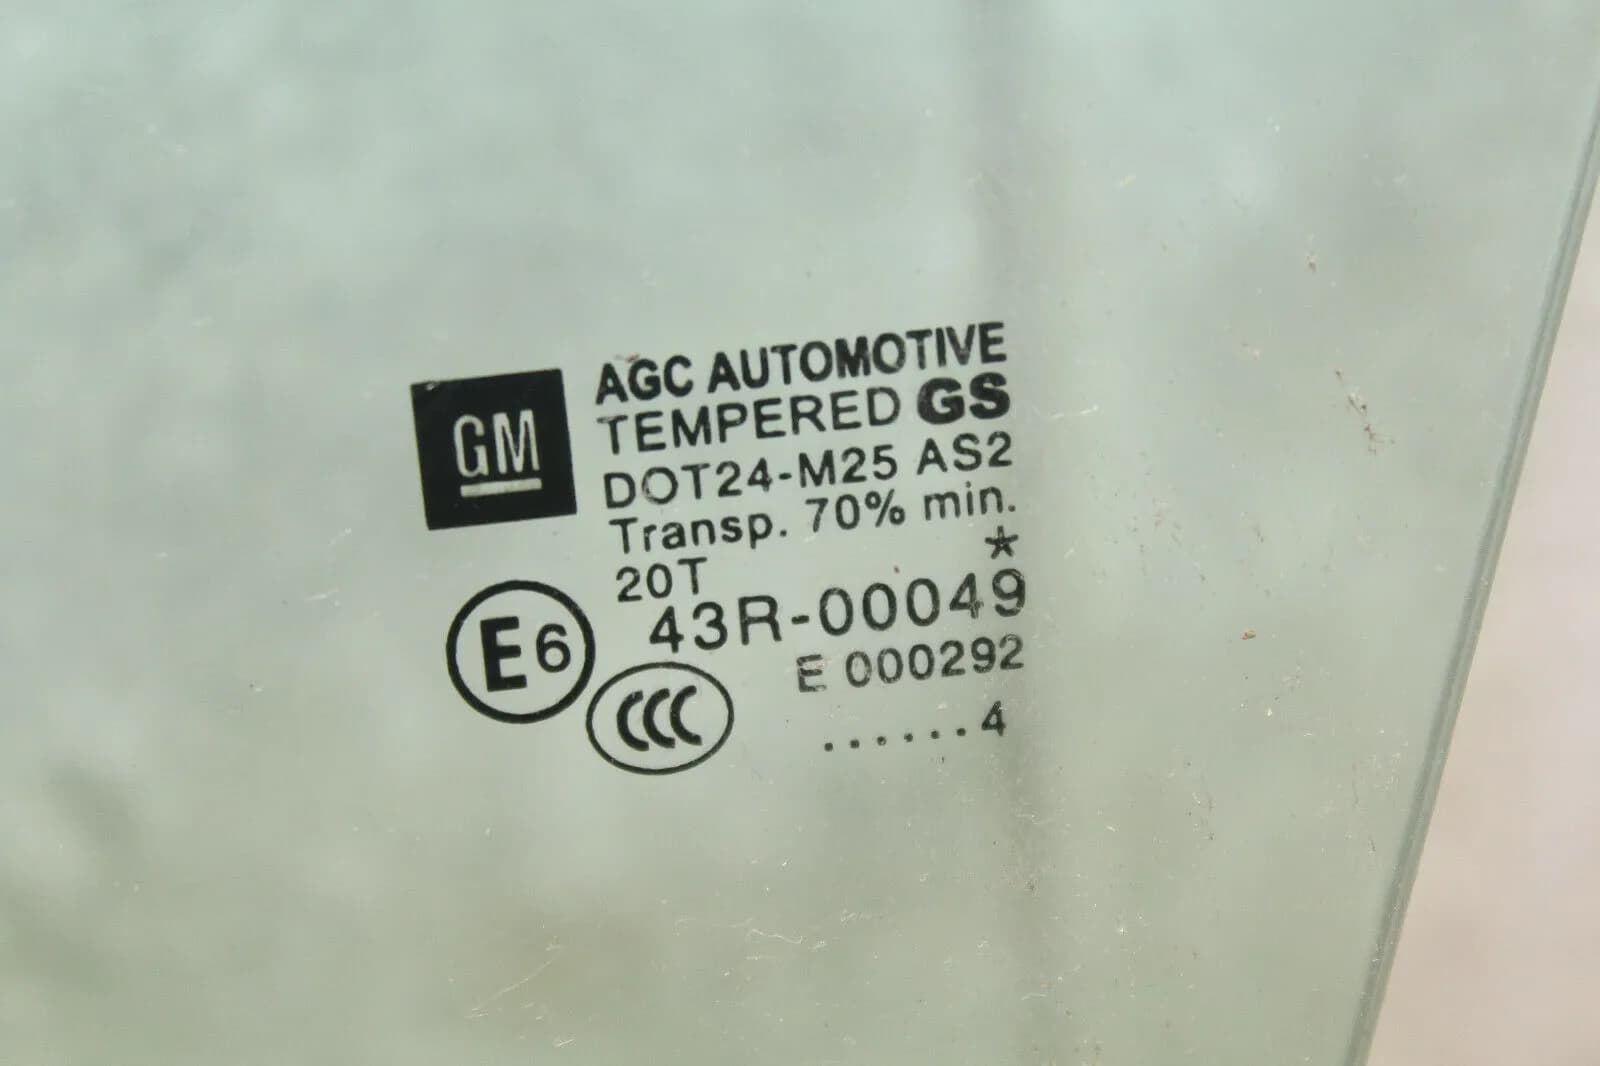 GM
AGC AUTOMOTIVE
TEMPERED GS
DOT24-M25 AS2
Transp. 70% min.
20T *
E6 43R-00049
E 000292
CCC
......4